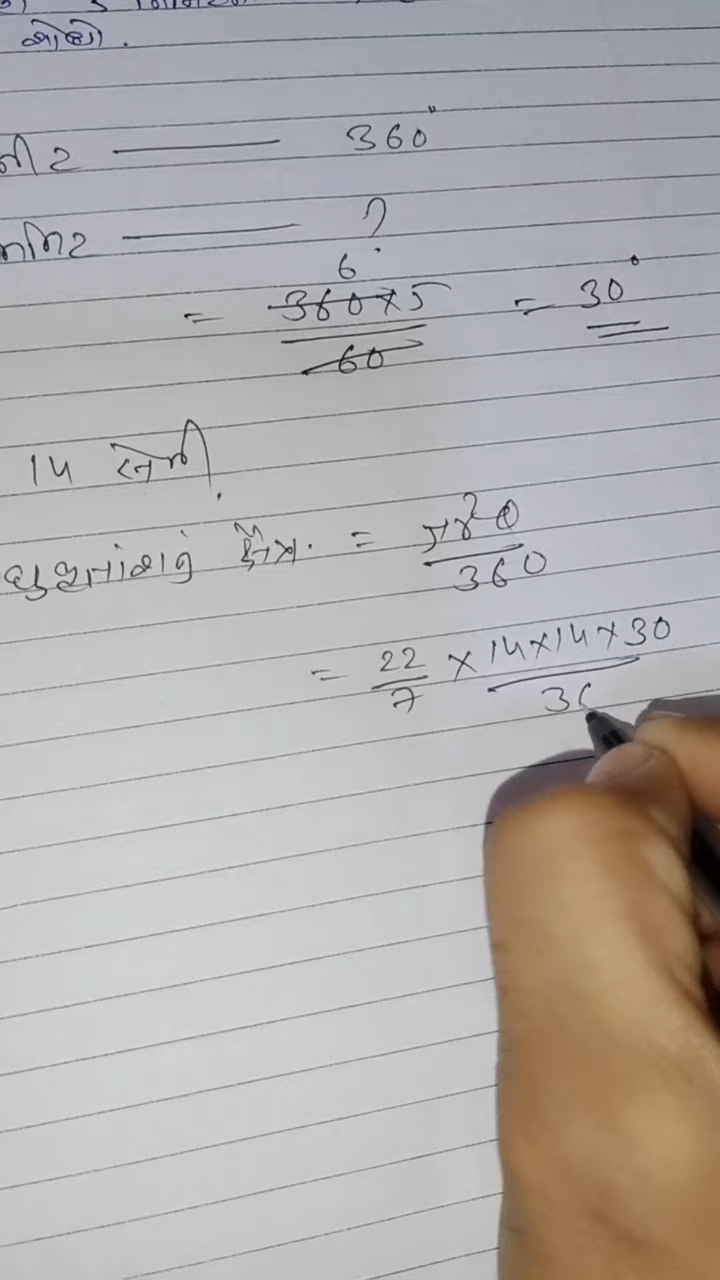 શોધો.
નીટ —— 360°
મિનિટ —— ?
6
= 360×5 / 60 = 30°
14 સેમી.
વૃત્તાંશનું ક્ષેત્ર. = πr²θ / 360
= 22/7 × 14×14×30 / 36